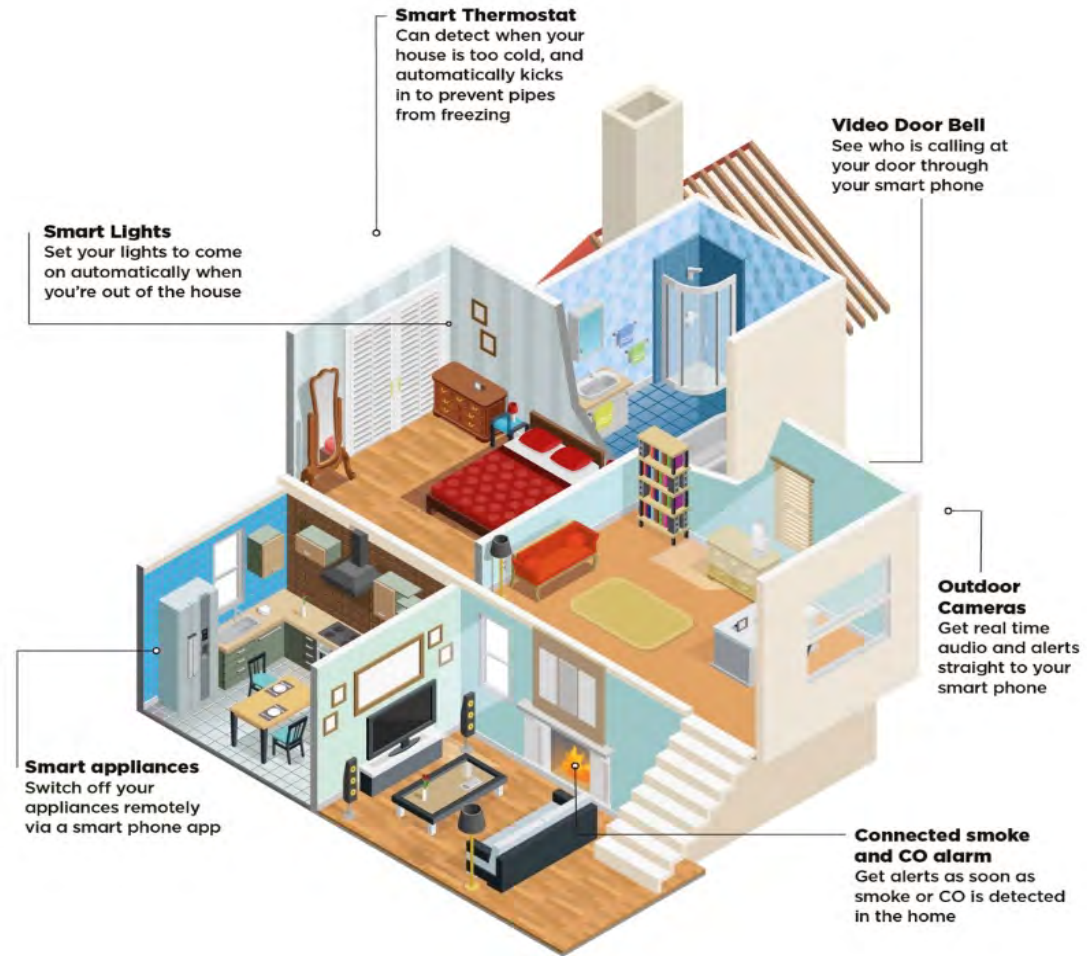 Smart Thermostat
Can detect when your
house is too cold, and
automatically kicks
in to prevent pipes
from freezing
Video Door Bell
See who is calling at
your door through
your smart phone
Smart Lights
Set your lights to come
on automatically when
you're out of the house
Outdoor
Cameras
Get real time
audio and alerts
straight to your
smart phone
Smart appliances
Switch off your
appliances remotely
via a smart phone app
Connected smoke
and CO alarm
Get alerts as soon as
smoke or CO is detected
in the home